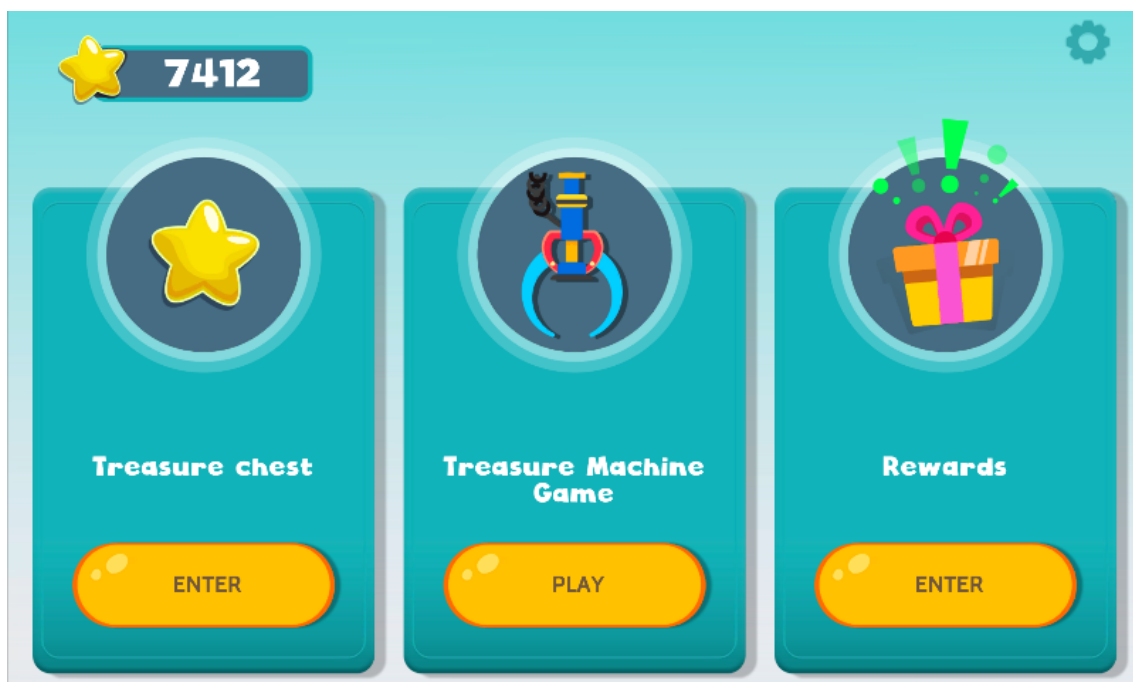 7412
Treasure chest
Treasure Machine
Game
Rewards
ENTER
PLAY
ENTER